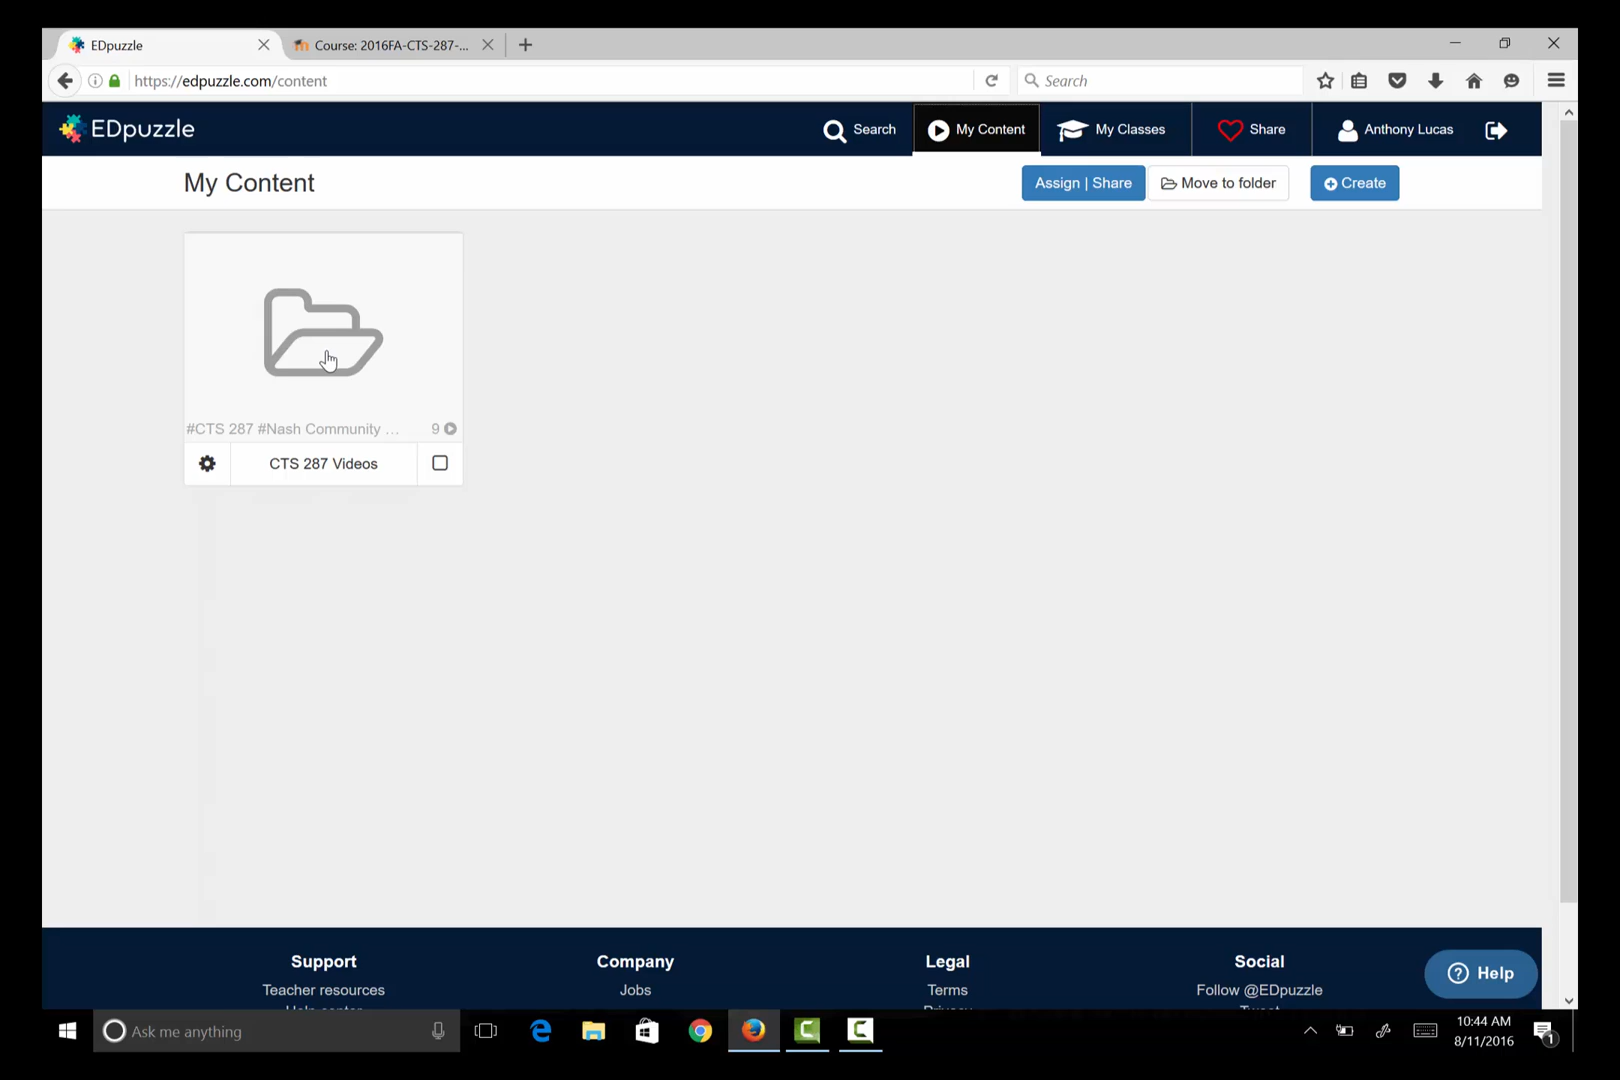 EDpuzzle
Course: 2016FA-CTS-287-...
https://edpuzzle.com/content
Search
EDpuzzle
Search
My Content
My Classes
Share
Anthony Lucas
My Content
Assign | Share
Move to folder
Create
#CTS 287 #Nash Community ...
9
CTS 287 Videos
Support
Company
Legal
Social
Teacher resources
Jobs
Terms
Follow @EDpuzzle
Help
Ask me anything
10:44 AM
8/11/2016
1